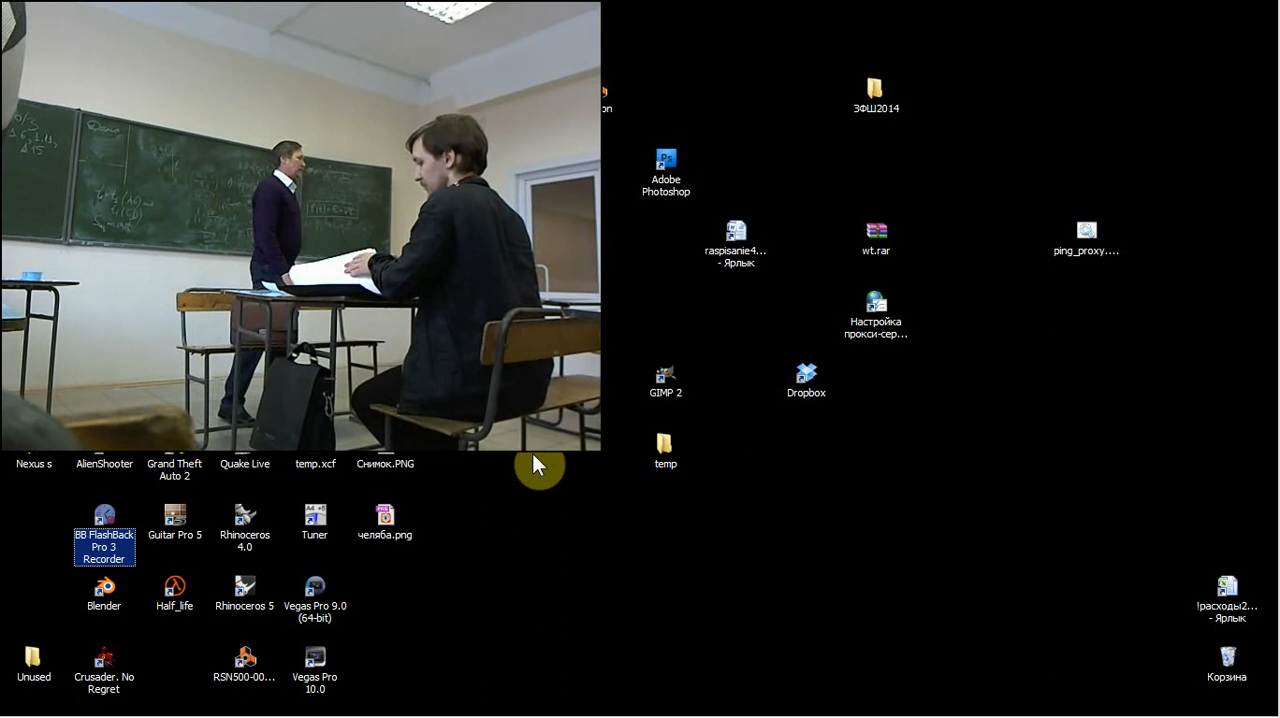 ЗФШ2014
Adobe
Photoshop
raspisanie4...
- Ярлык
wt.rar
ping_proxy....
Настройка
прокси-сер...
GIMP 2
Dropbox
temp
Nexus s
AlienShooter
Grand Theft
Auto 2
Quake Live
temp.xcf
Снимок.PNG
BB FlashBack
Pro 3
Recorder
Guitar Pro 5
Rhinoceros
4.0
Tuner
челяба.png
Blender
Half_life
Rhinoceros 5
Vegas Pro 9.0
(64-bit)
!расходы2...
- Ярлык
Unused
Crusader. No
Regret
RSN500-00...
Vegas Pro
10.0
Корзина